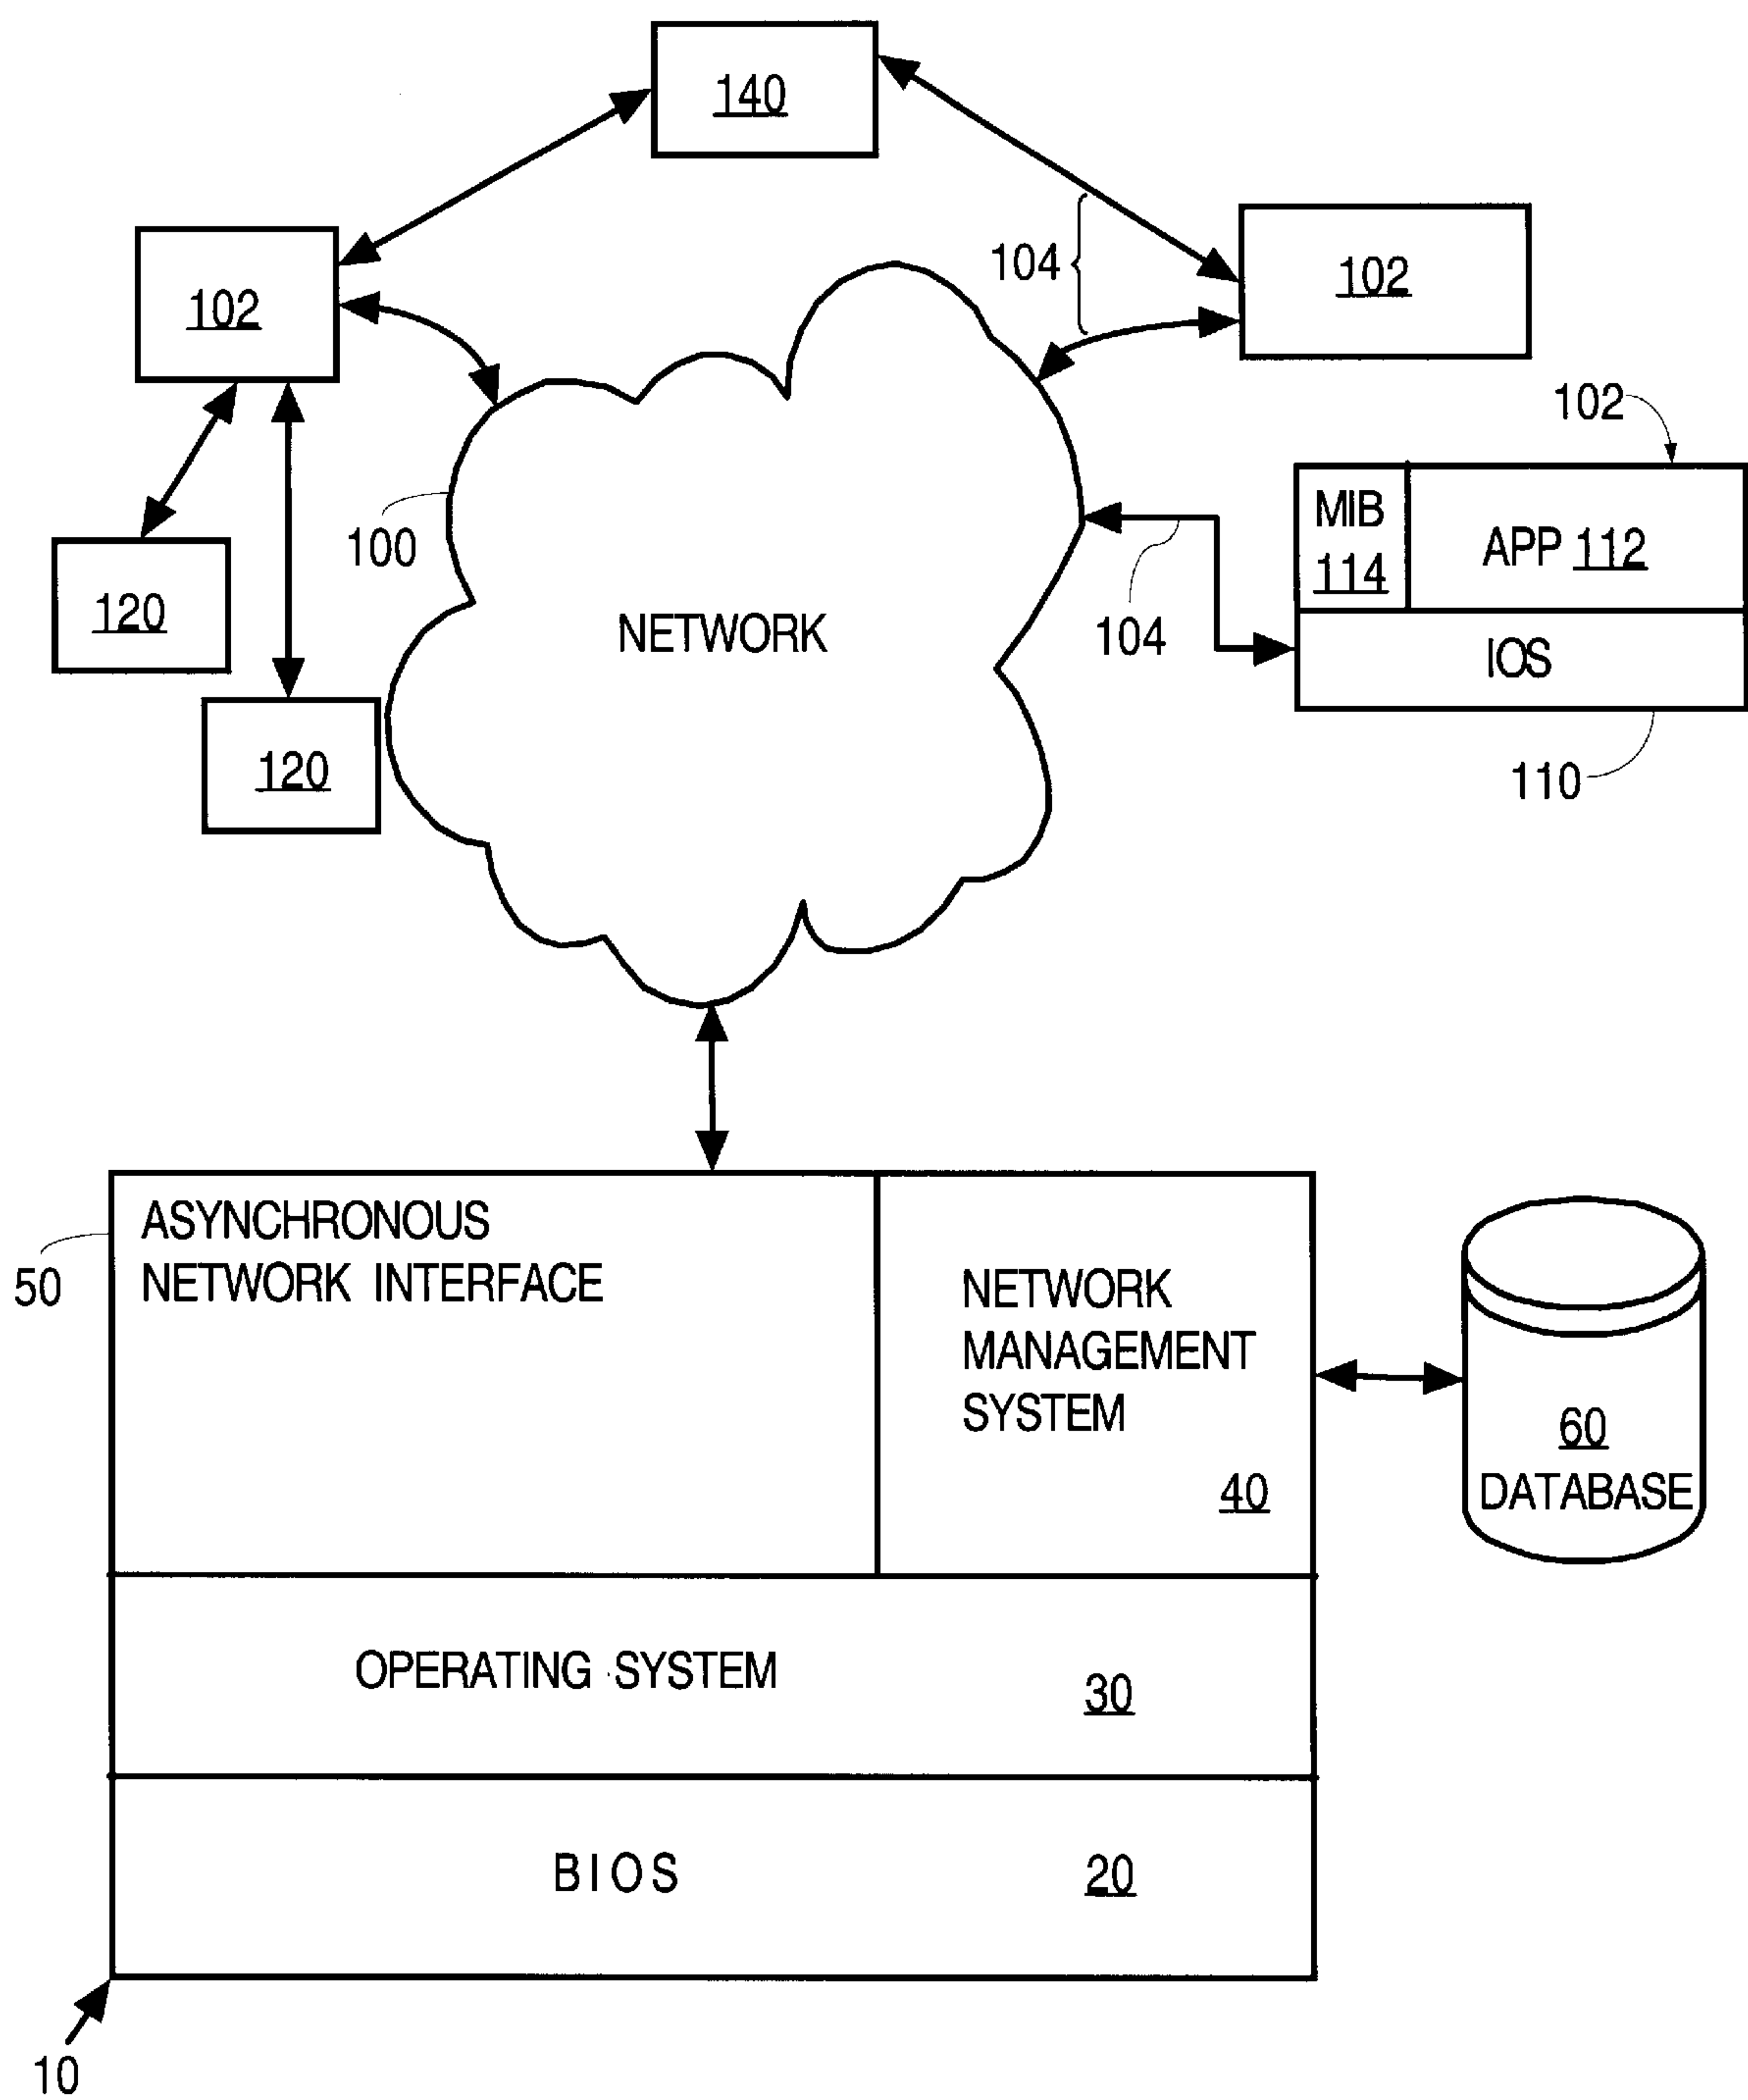 140
102
104
102
102
MIB
114
APP 112
100
120
NETWORK
104
IOS
120
110
ASYNCHRONOUS
NETWORK INTERFACE
50
NETWORK
MANAGEMENT
SYSTEM
40
60
DATABASE
OPERATING SYSTEM
30
BIOS
20
10